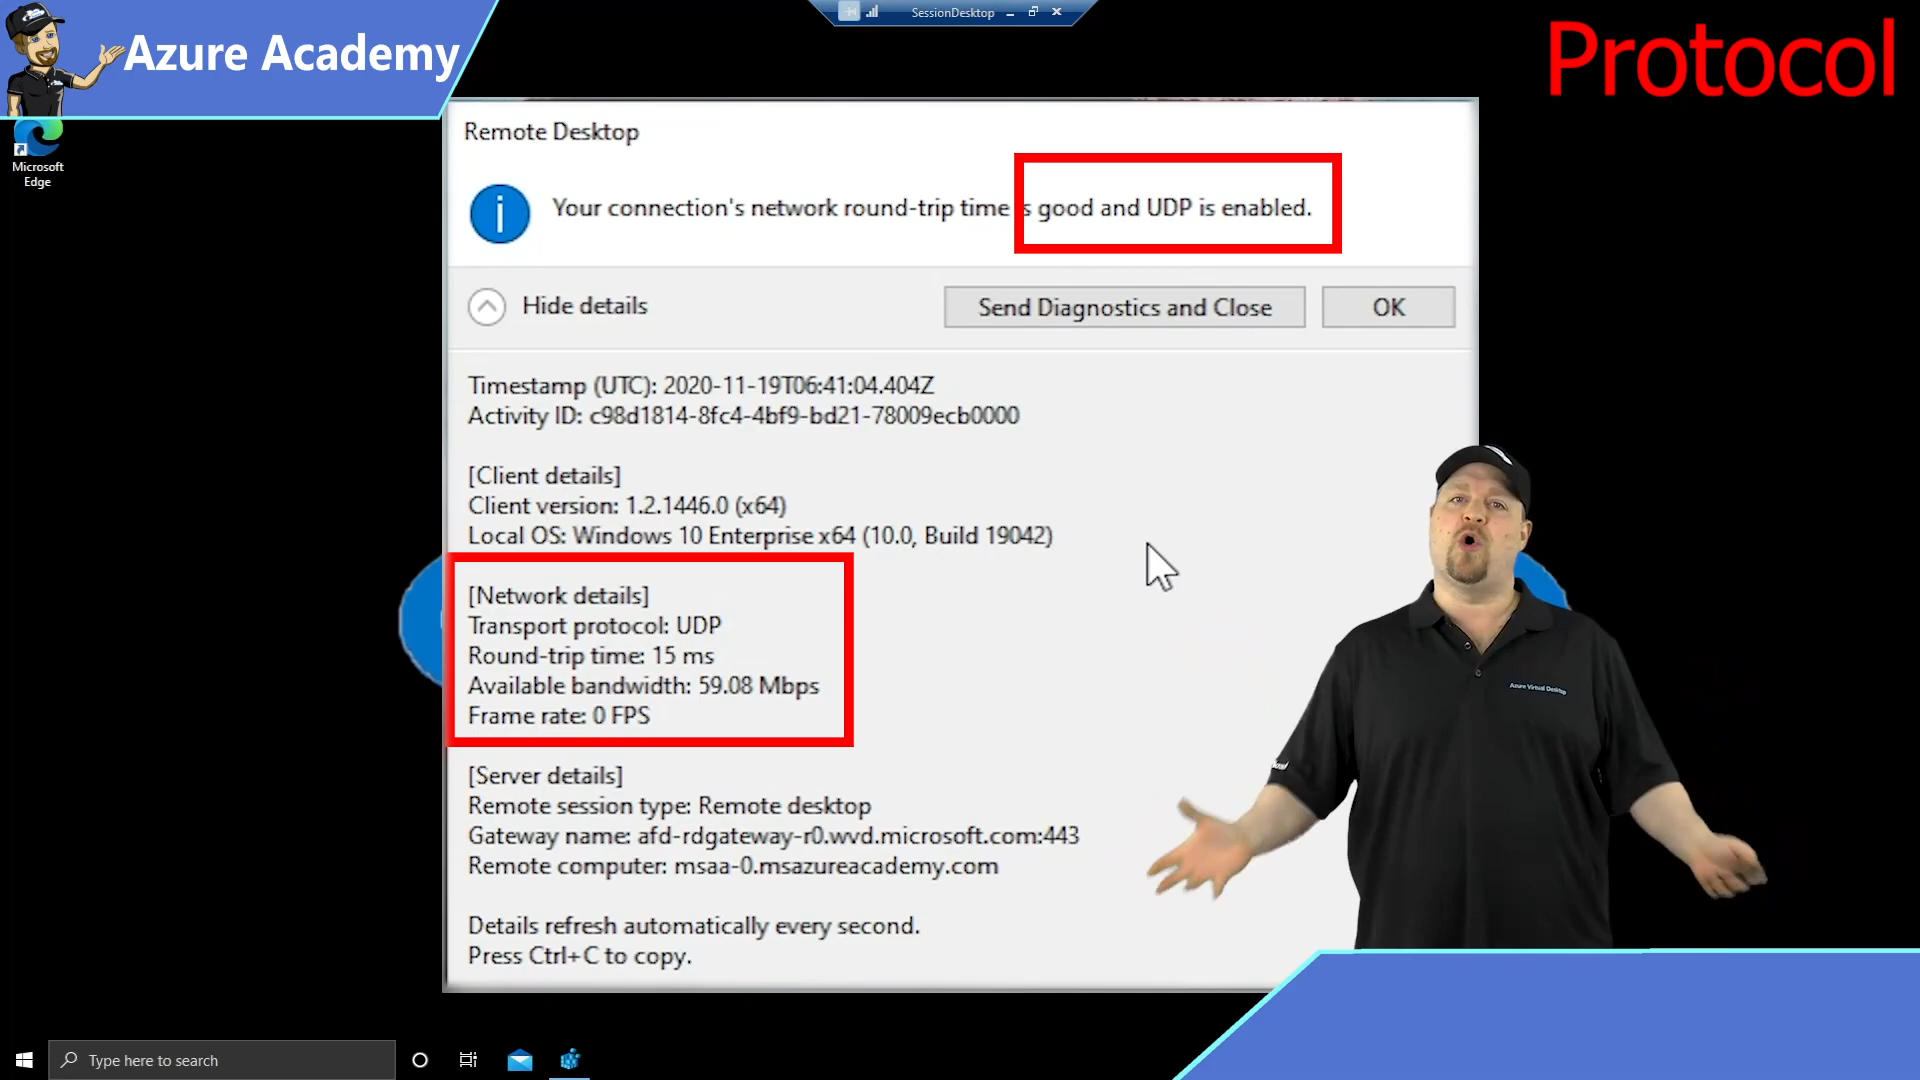 SessionDesktop
Azure Academy
Protocol
Microsoft
Edge
Remote Desktop
Your connection's network round-trip time is good and UDP is enabled.
Hide details
Send Diagnostics and Close
OK
Timestamp (UTC): 2020-11-19T06:41:04.404Z
Activity ID: c98d1814-8fc4-4bf9-bd21-78009ecb0000
[Client details]
Client version: 1.2.1446.0 (x64)
Local OS: Windows 10 Enterprise x64 (10.0, Build 19042)
[Network details]
Transport protocol: UDP
Round-trip time: 15 ms
Available bandwidth: 59.08 Mbps
Frame rate: 0 FPS
Azure Virtual Desktop
[Server details]
Remote session type: Remote desktop
Gateway name: afd-rdgateway-r0.wvd.microsoft.com:443
Remote computer: msaa-0.msazureacademy.com
Details refresh automatically every second.
Press Ctrl+C to copy.
Type here to search